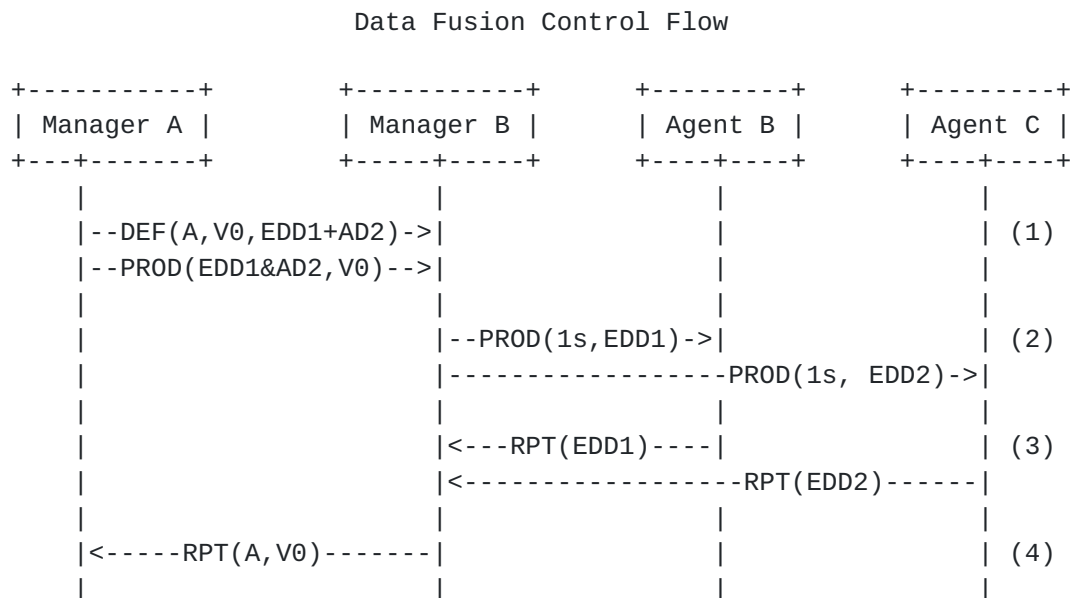 Data Fusion Control Flow
+-----------+ +-----------+ +---------+ +---------+
| Manager A | | Manager B | | Agent B | | Agent C |
+---+-------+ +-----+-----+ +----+----+ +----+----+
| | | |
|--DEF(A,V0,EDD1+AD2)->| | | (1)
|--PROD(EDD1&AD2,V0)-->| | |
| | | |
| |--PROD(1s,EDD1)->| | (2)
| |------------------PROD(1s, EDD2)->|
| | | |
| |<---RPT(EDD1)----| | (3)
| |<------------------RPT(EDD2)------|
| | | |
|<-----RPT(A,V0)-------| | | (4)
| | | |